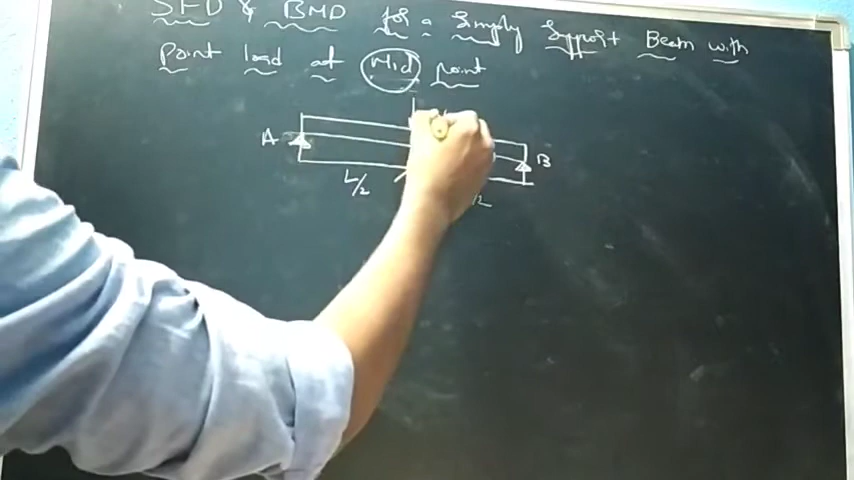 SFD & BMD for a Simply Support Beam with
Point load at Mid point
A
B
L/2
/2